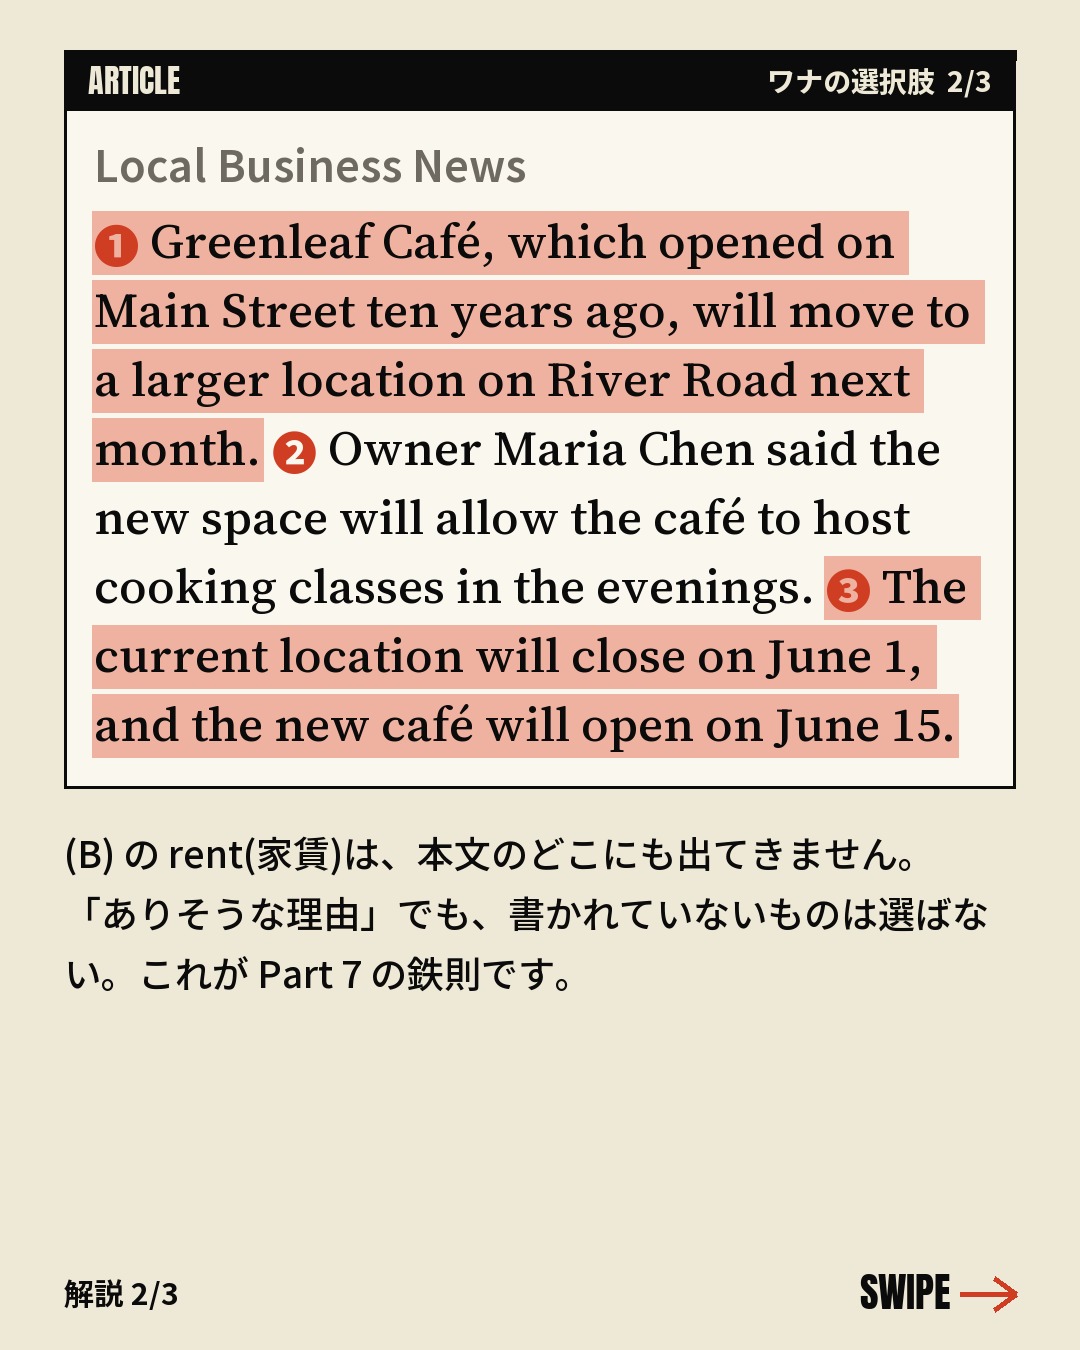 ARTICLE
ワナの選択肢 2/3
Local Business News
❶ Greenleaf Café, which opened on
Main Street ten years ago, will move to
a larger location on River Road next
month. ❷ Owner Maria Chen said the
new space will allow the café to host
cooking classes in the evenings. ❸ The
current location will close on June 1,
and the new café will open on June 15.
(B) の rent(家賃)は、本文のどこにも出てきません。
「ありそうな理由」でも、書かれていないものは選ばな
い。これが Part 7 の鉄則です。
解説 2/3
SWIPE